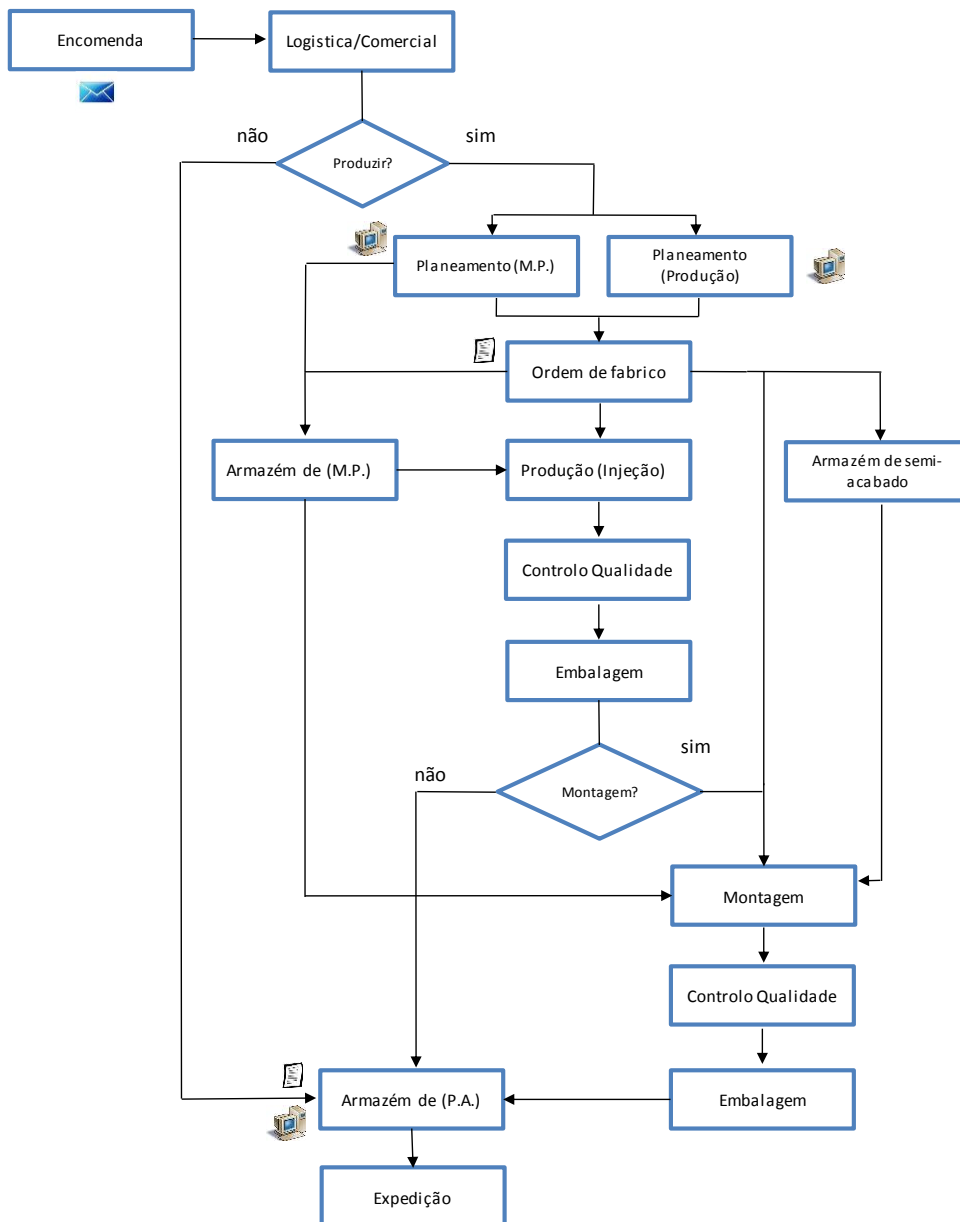 Encomenda
Logistica/Comercial
não
sim
Produzir?
Planeamento (M.P.)
Planeamento
(Produção)
Ordem de fabrico
Armazém de (M.P.)
Produção (Injeção)
Armazém de semi-
acabado
Controlo Qualidade
Embalagem
não
sim
Montagem?
Montagem
Controlo Qualidade
Armazém de (P.A.)
Embalagem
Expedição